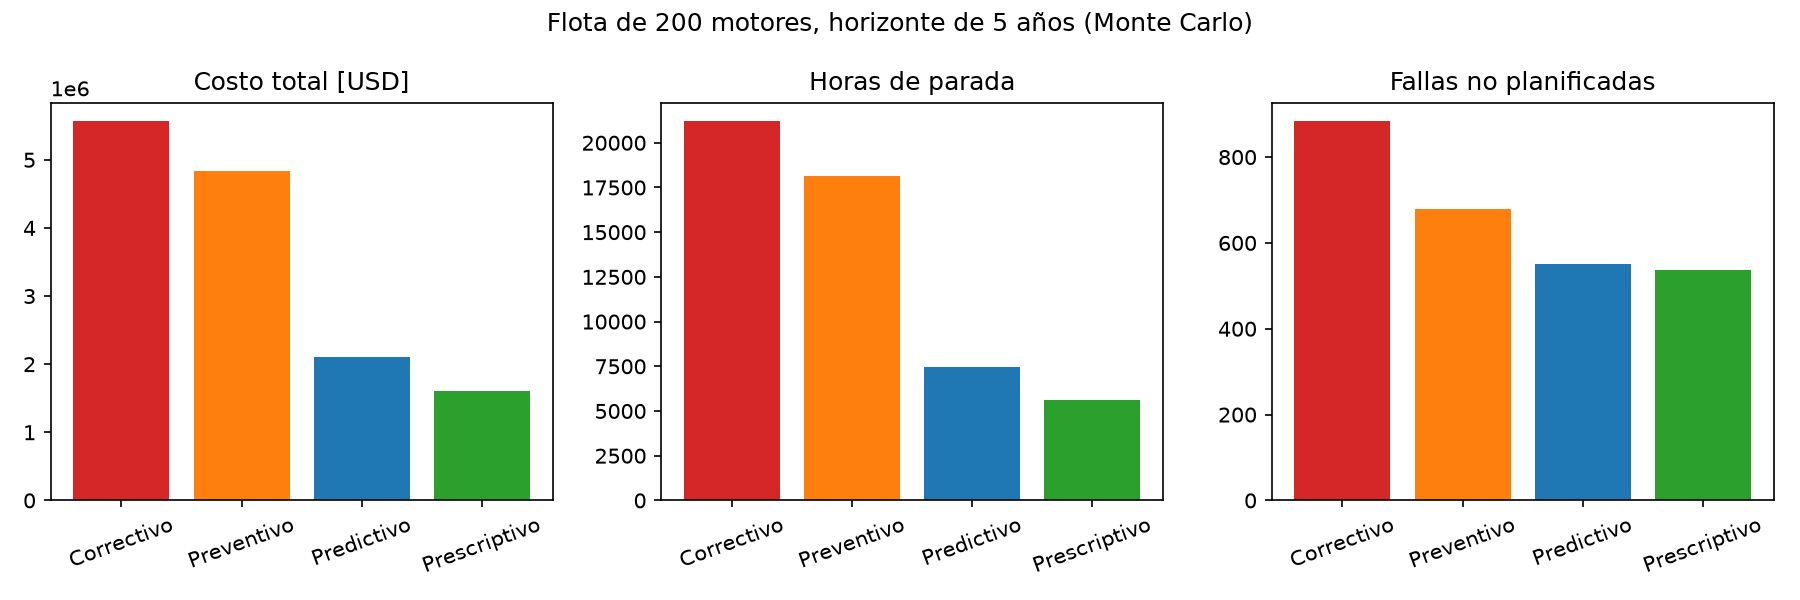 Flota de 200 motores, horizonte de 5 años (Monte Carlo)
Costo total [USD]
1e6
5
4
3
2
1
0
Correctivo
Preventivo
Predictivo
Prescriptivo
Horas de parada
20000
17500
15000
12500
10000
7500
5000
2500
0
Correctivo
Preventivo
Predictivo
Prescriptivo
Fallas no planificadas
800
600
400
200
0
Correctivo
Preventivo
Predictivo
Prescriptivo